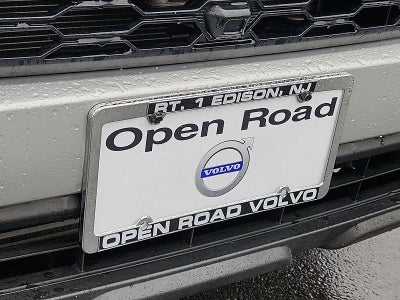 RT. 1 EDISON, NJ
Open Road
VOLVO
OPEN ROAD VOLVO